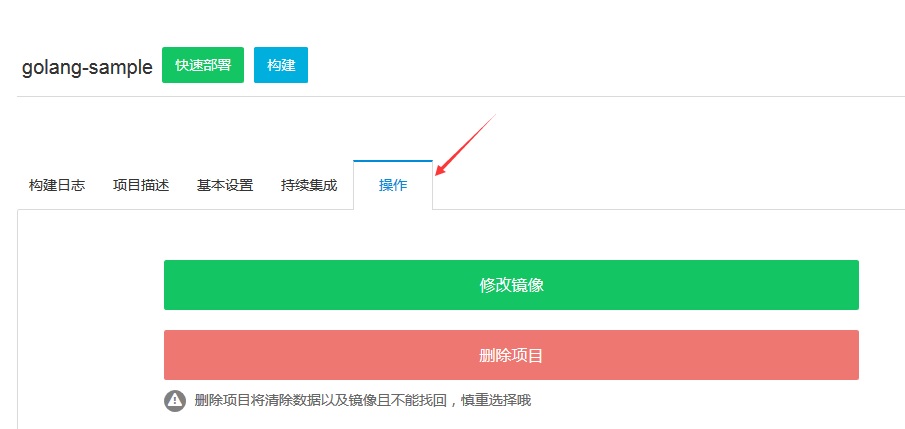 golang-sample 快速部署 构建
构建日志 项目描述 基本设置 持续集成 操作
修改镜像
删除项目
删除项目将清除数据以及镜像且不能找回，慎重选择哦